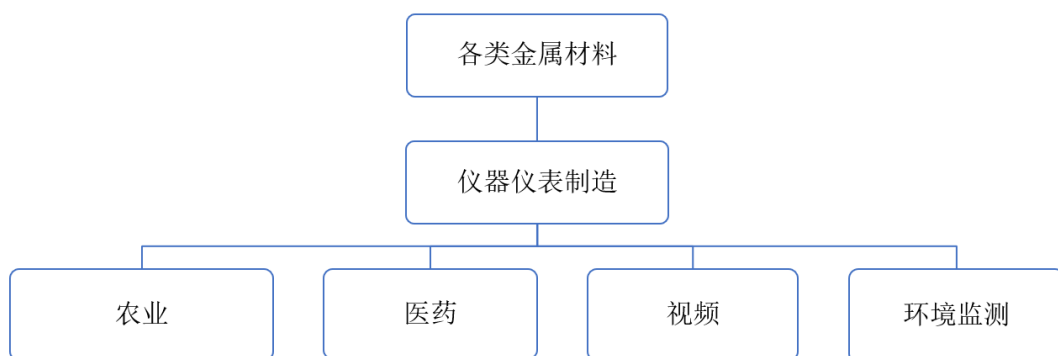 各类金属材料
仪器仪表制造
农业
医药
视频
环境监测